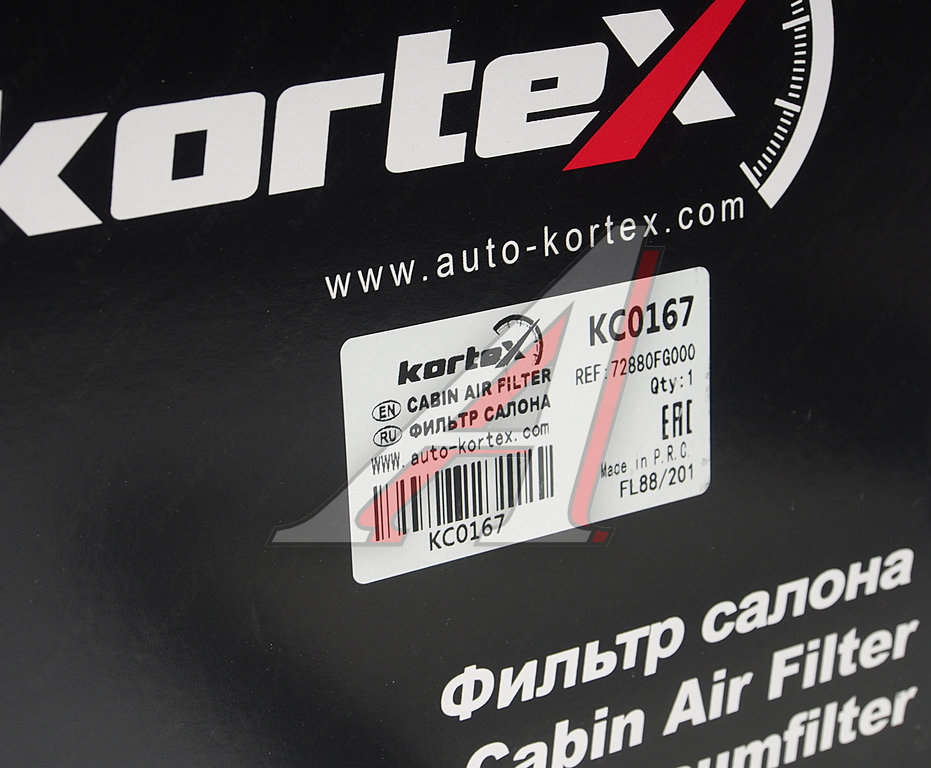 kortex
www.auto-kortex.com
kortex
KC0167
REF:72880FG000
EN CABIN AIR FILTER
Qty:1
RU ФИЛЬТР САЛОНА
EAC
www.auto-kortex.com
Made in P.R.C.
FL88/201
KC0167
Фильтр салона
Cabin Air Filter